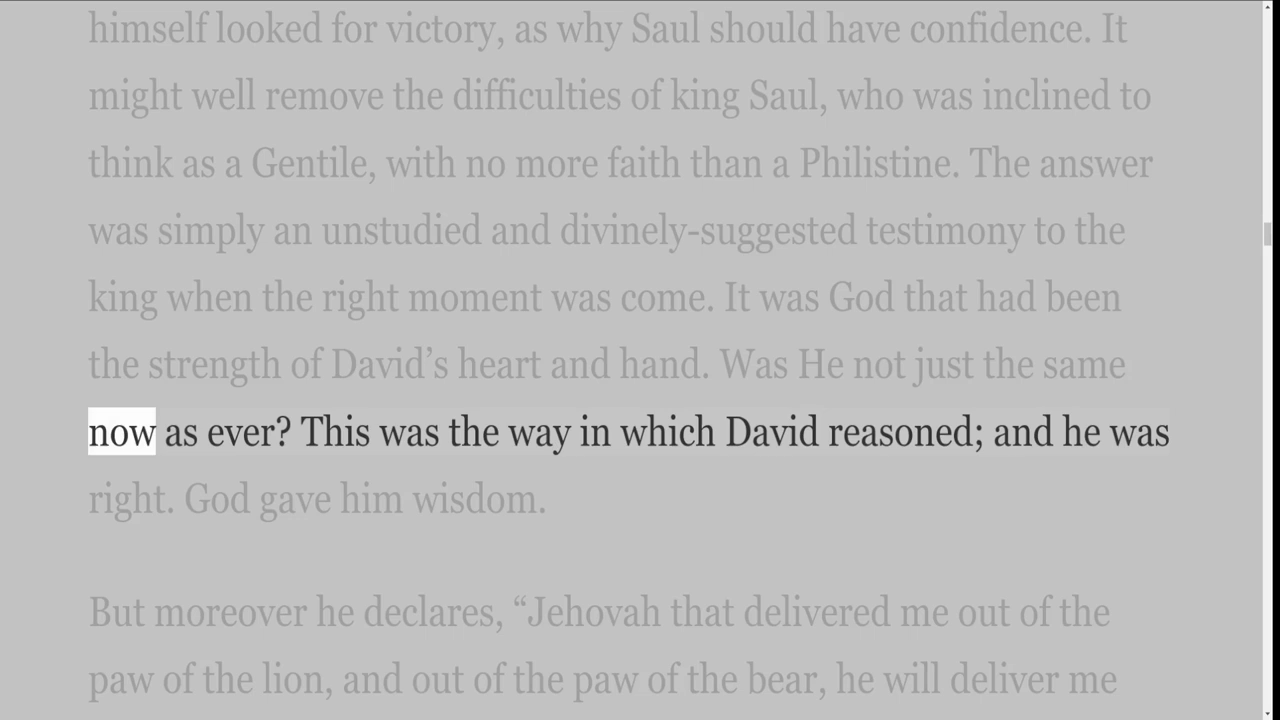 himself looked for victory, as why Saul should have confidence. It
might well remove the difficulties of king Saul, who was inclined to
think as a Gentile, with no more faith than a Philistine. The answer
was simply an unstudied and divinely-suggested testimony to the
king when the right moment was come. It was God that had been
the strength of David’s heart and hand. Was He not just the same
now as ever? This was the way in which David reasoned; and he was
right. God gave him wisdom.
But moreover he declares, “Jehovah that delivered me out of the
paw of the lion, and out of the paw of the bear, he will deliver me